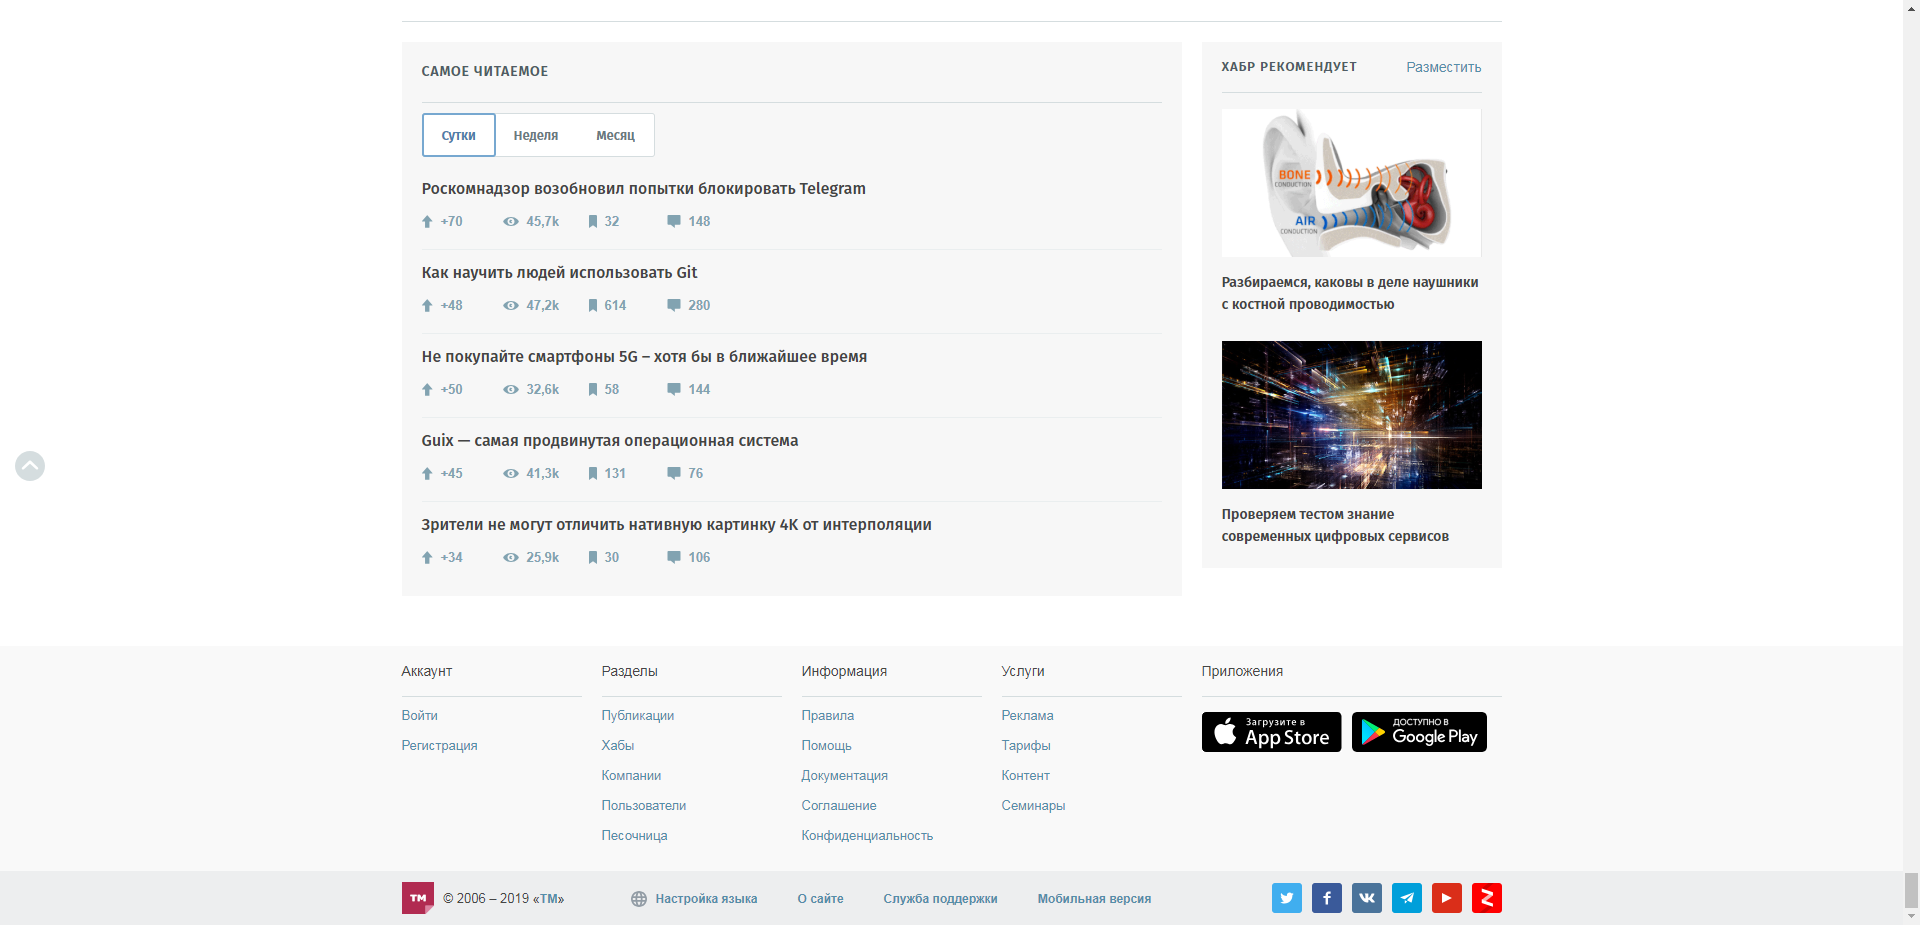 САМОЕ ЧИТАЕМОЕ
Сутки Неделя Месяц
Роскомнадзор возобновил попытки блокировать Telegram
+70 45,7k 32 148
Как научить людей использовать Git
+48 47,2k 614 280
Не покупайте смартфоны 5G – хотя бы в ближайшее время
+50 32,6k 58 144
Guix — самая продвинутая операционная система
+45 41,3k 131 76
Зрители не могут отличить нативную картинку 4K от интерполяции
+34 25,9k 30 106
ХАБР РЕКОМЕНДУЕТ Разместить
BONE
CONDUCTION
AIR
CONDUCTION
Разбираемся, каковы в деле наушники
с костной проводимостью
Проверяем тестом знание
современных цифровых сервисов
Аккаунт
Войти
Регистрация
Разделы
Публикации
Хабы
Компании
Пользователи
Песочница
Информация
Правила
Помощь
Документация
Соглашение
Конфиденциальность
Услуги
Реклама
Тарифы
Контент
Семинары
Приложения
Загрузите в
App Store
ДОСТУПНО В
Google Play
TM © 2006 – 2019 «ТМ» Настройка языка О сайте Служба поддержки Мобильная версия